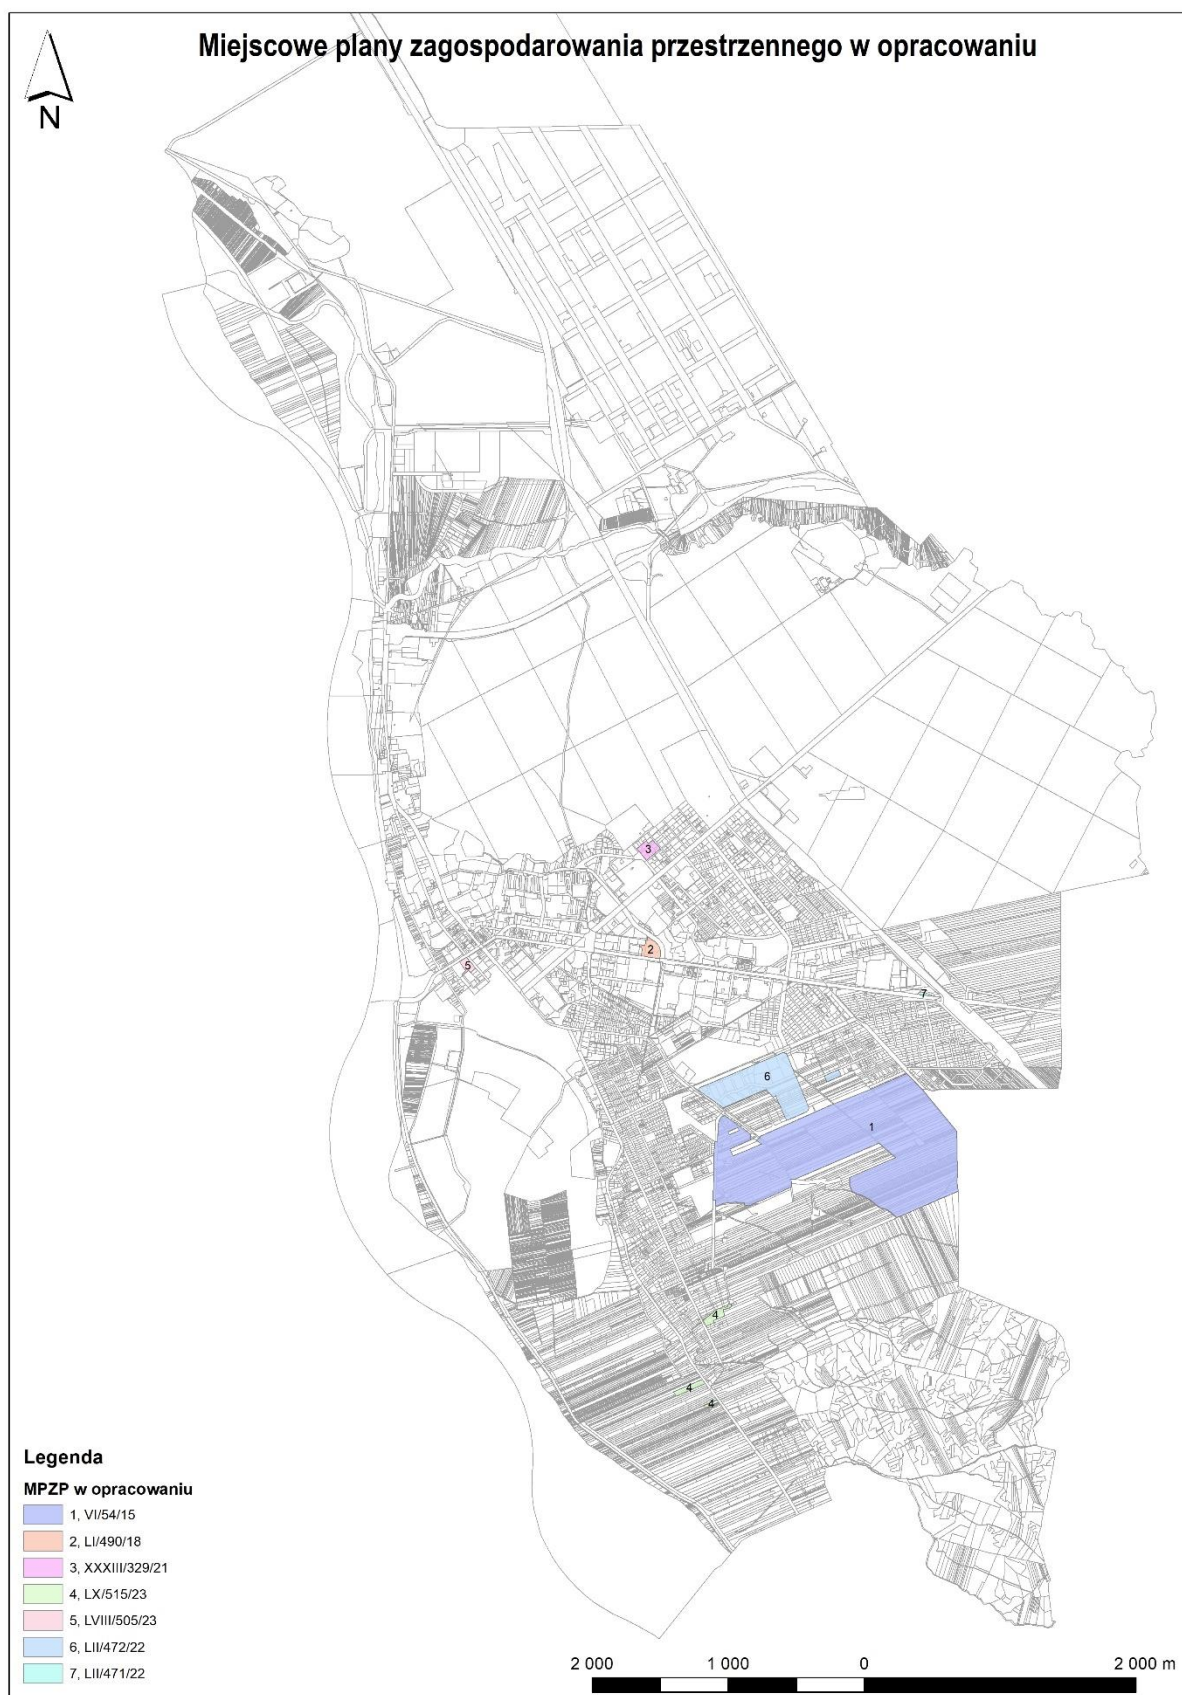 Miejscowe plany zagospodarowania przestrzennego w opracowaniu
N
3
2
5
7
6
1
4
4
4
Legenda
MPZP w opracowaniu
1, VI/54/15
2, LI/490/18
3, XXXIII/329/21
4, LX/515/23
5, LVIII/505/23
6, LII/472/22
7, LII/471/22
2 000 1 000 0 2 000 m